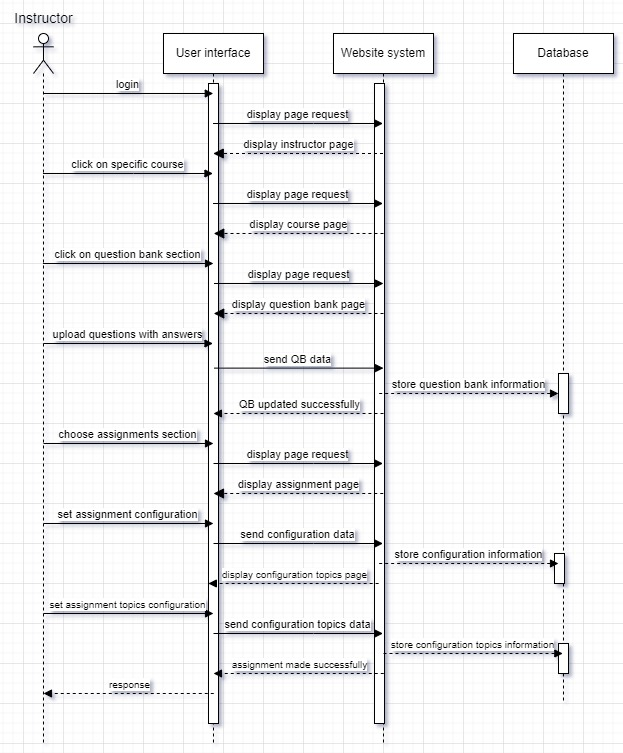 Instructor
User interface
Website system
Database
login
display page request
display instructor page
click on specific course
display page request
display course page
click on question bank section
display page request
display question bank page
upload questions with answers
send QB data
store question bank information
QB updated successfully
choose assignments section
display page request
display assignment page
set assignment configuration
send configuration data
store configuration information
display configuration topics page
set assignment topics configuration
send configuration topics data
store configuration topics information
assignment made successfully
response